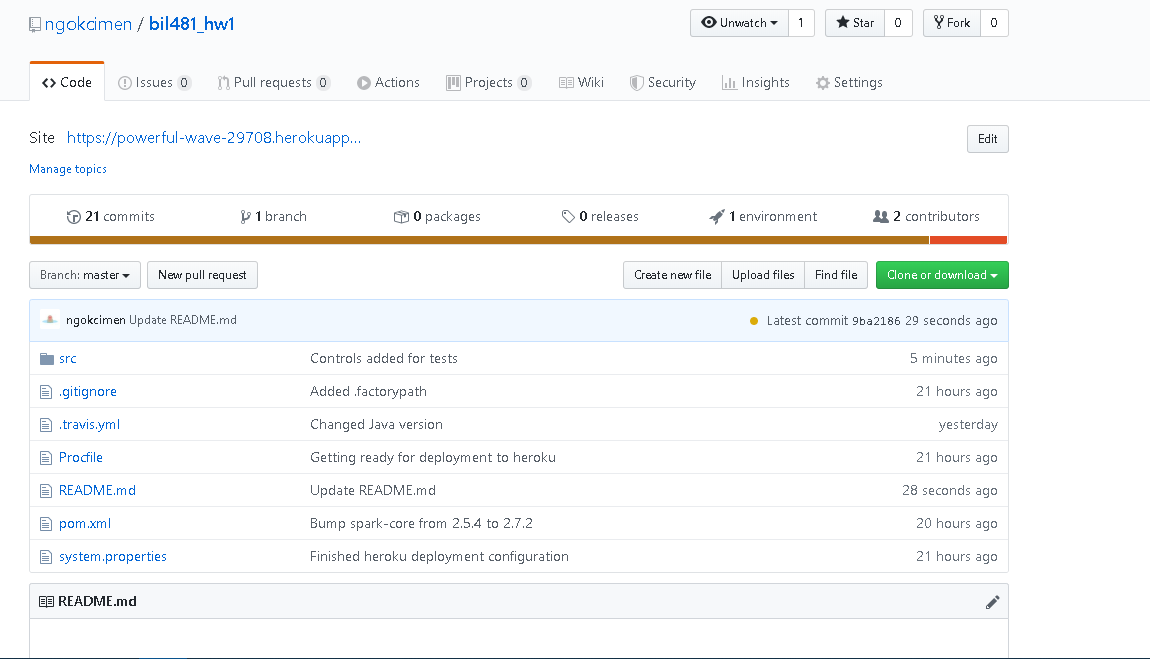 ngokcimen / bil481_hw1 Unwatch 1 Star 0 Fork 0
Code Issues 0 Pull requests 0 Actions Projects 0 Wiki Security Insights Settings
Site https://powerful-wave-29708.herokuapp... Edit
Manage topics
21 commits 1 branch 0 packages 0 releases 1 environment 2 contributors
Branch: master New pull request Create new file Upload files Find file Clone or download
ngokcimen Update README.md Latest commit 9ba2186 29 seconds ago
src Controls added for tests 5 minutes ago
.gitignore Added .factorypath 21 hours ago
.travis.yml Changed Java version yesterday
Procfile Getting ready for deployment to heroku 21 hours ago
README.md Update README.md 28 seconds ago
pom.xml Bump spark-core from 2.5.4 to 2.7.2 20 hours ago
system.properties Finished heroku deployment configuration 21 hours ago
README.md